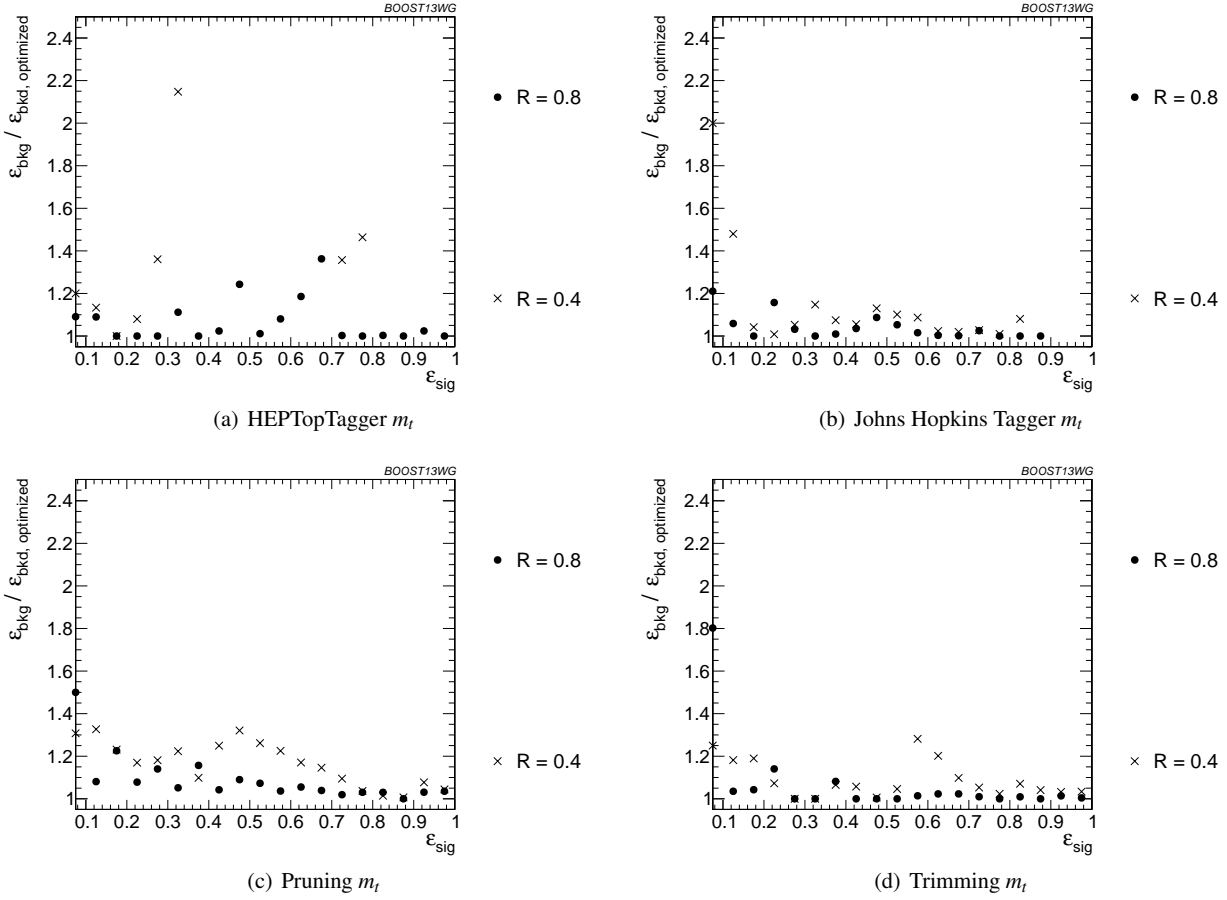 BOOST13WG
ε_bkg / ε_bkd, optimized
2.4
2.2
2
1.8
1.6
1.4
1.2
1
0.1 0.2 0.3 0.4 0.5 0.6 0.7 0.8 0.9 1
ε_sig
R = 0.8
R = 0.4
(a) HEPTopTagger m_t
BOOST13WG
ε_bkg / ε_bkd, optimized
2.4
2.2
2
1.8
1.6
1.4
1.2
1
0.1 0.2 0.3 0.4 0.5 0.6 0.7 0.8 0.9 1
ε_sig
R = 0.8
R = 0.4
(b) Johns Hopkins Tagger m_t
BOOST13WG
ε_bkg / ε_bkd, optimized
2.4
2.2
2
1.8
1.6
1.4
1.2
1
0.1 0.2 0.3 0.4 0.5 0.6 0.7 0.8 0.9 1
ε_sig
R = 0.8
R = 0.4
(c) Pruning m_t
BOOST13WG
ε_bkg / ε_bkd, optimized
2.4
2.2
2
1.8
1.6
1.4
1.2
1
0.1 0.2 0.3 0.4 0.5 0.6 0.7 0.8 0.9 1
ε_sig
R = 0.8
R = 0.4
(d) Trimming m_t